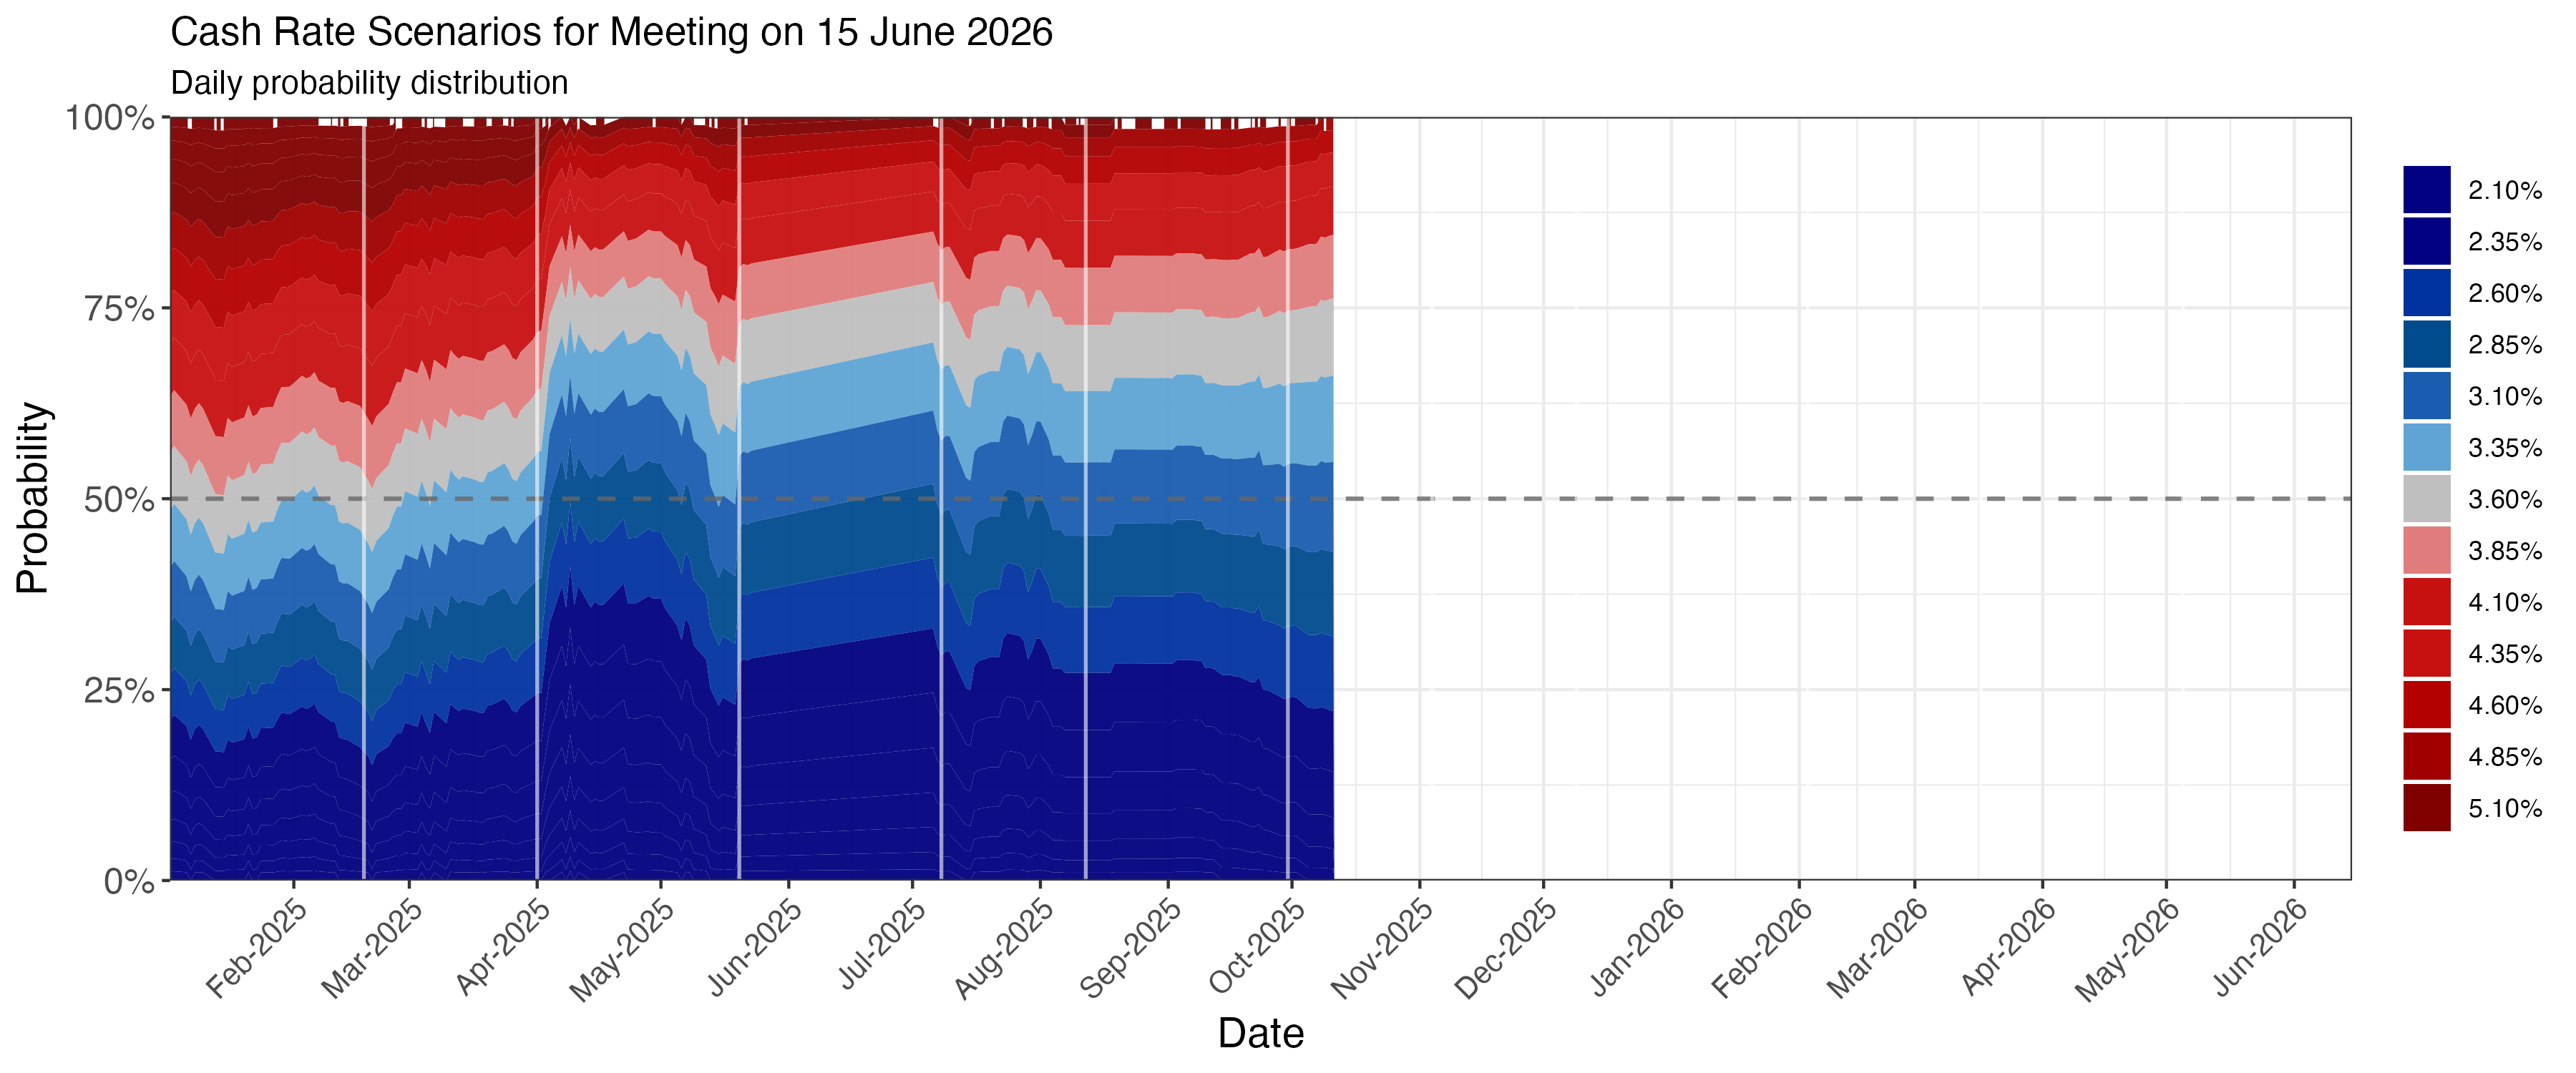 Cash Rate Scenarios for Meeting on 15 June 2026
Daily probability distribution
100%
75%
50%
25%
0%
Probability
Feb-2025
Mar-2025
Apr-2025
May-2025
Jun-2025
Jul-2025
Aug-2025
Sep-2025
Oct-2025
Nov-2025
Dec-2025
Jan-2026
Feb-2026
Mar-2026
Apr-2026
May-2026
Jun-2026
Date
2.10%
2.35%
2.60%
2.85%
3.10%
3.35%
3.60%
3.85%
4.10%
4.35%
4.60%
4.85%
5.10%